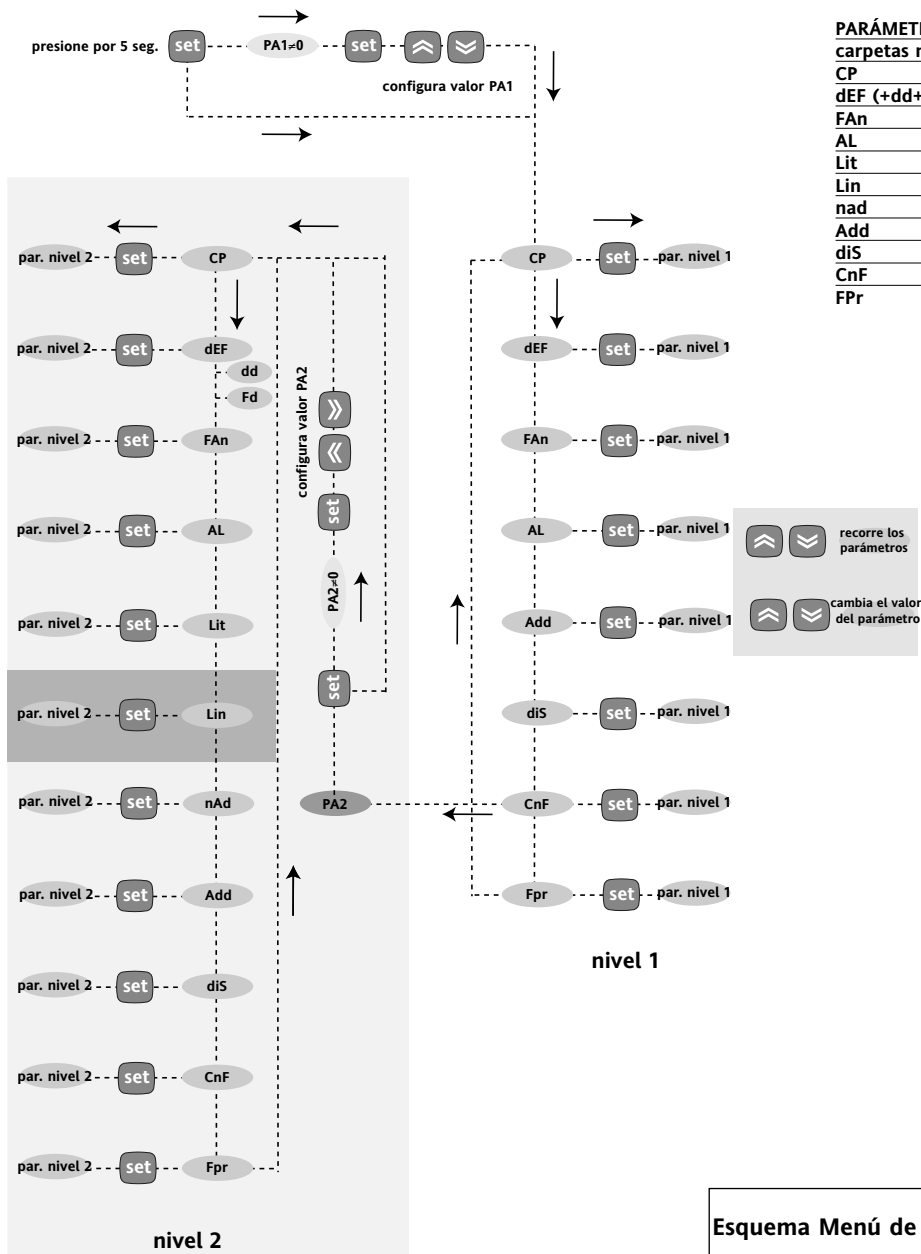 presione por 5 seg. set PA1≠0 set
configura valor PA1
PARÁMET
carpetas
CP
dEF (+dd+
FAn
AL
Lit
Lin
nad
Add
diS
CnF
FPr
par. nivel 2 set CP
par. nivel 2 set dEF
dd
Fd
par. nivel 2 set FAn
par. nivel 2 set AL
par. nivel 2 set Lit
par. nivel 2 set Lin
par. nivel 2 set nAd
par. nivel 2 set Add
par. nivel 2 set diS
par. nivel 2 set CnF
par. nivel 2 set Fpr
nivel 2
configura valor PA2
set
PA2≠0
set
PA2
CP set par. nivel 1
dEF set par. nivel 1
FAn set par. nivel 1
AL set par. nivel 1
Add set par. nivel 1
diS set par. nivel 1
CnF set par. nivel 1
Fpr set par. nivel 1
nivel 1
recorre los
parámetros
cambia el valor
del parámetro
Esquema Menú de